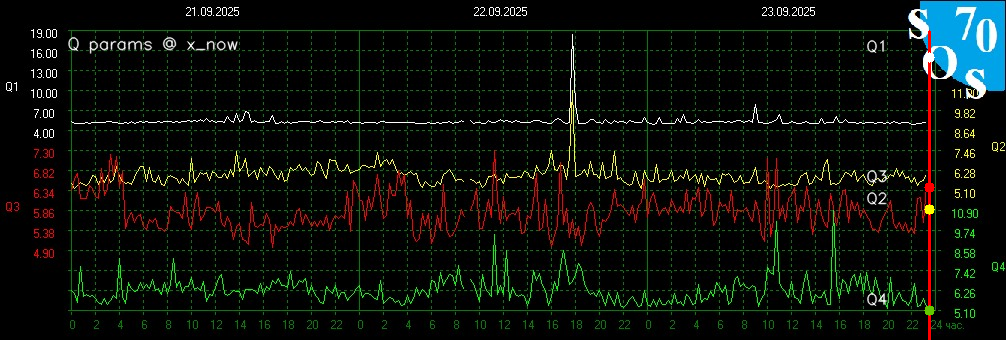 21.09.2025 22.09.2025 23.09.2025
Q params @ x_now
Q1
19.00
16.00
13.00
10.00
7.00
4.00
Q1
7.30
6.82
6.34
5.86
5.38
4.90
Q3
SOS 70
9.82
8.64
7.46
6.28
5.10
Q2
10.90
9.74
8.58
7.42
6.26
5.10
Q4
Q3
Q2
Q4
0 2 4 6 8 10 12 14 16 18 20 22 0 2 4 6 8 10 12 14 16 18 20 22 0 2 4 6 8 10 12 14 16 18 20 22 24 час.